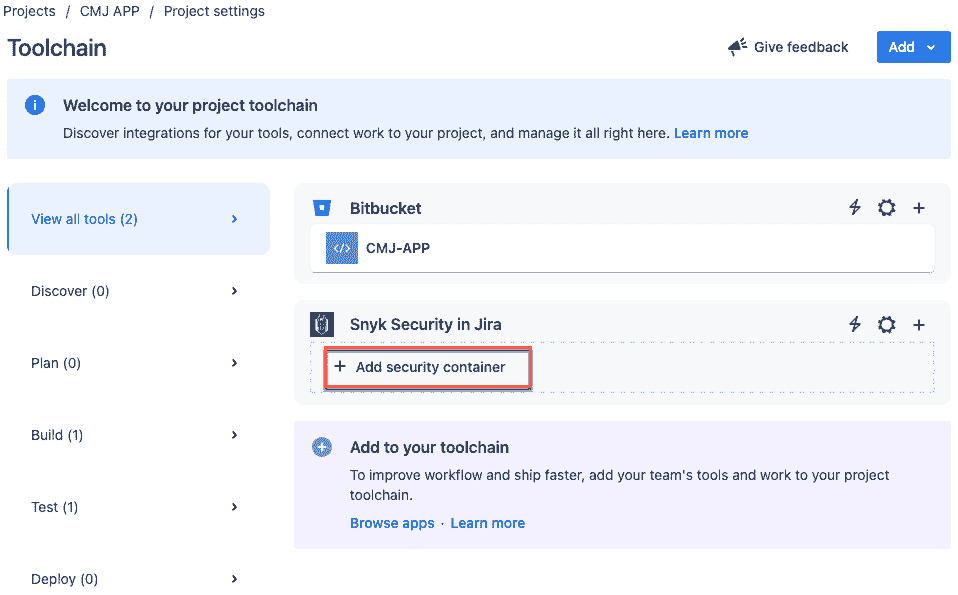 Projects / CMJ APP / Project settings
Toolchain
Give feedback
Add
Welcome to your project toolchain
Discover integrations for your tools, connect work to your project, and manage it all right here. Learn more
View all tools (2)
Discover (0)
Plan (0)
Build (1)
Test (1)
Deploy (0)
Bitbucket
CMJ-APP
Snyk Security in Jira
+ Add security container
Add to your toolchain
To improve workflow and ship faster, add your team's tools and work to your project
toolchain.
Browse apps · Learn more